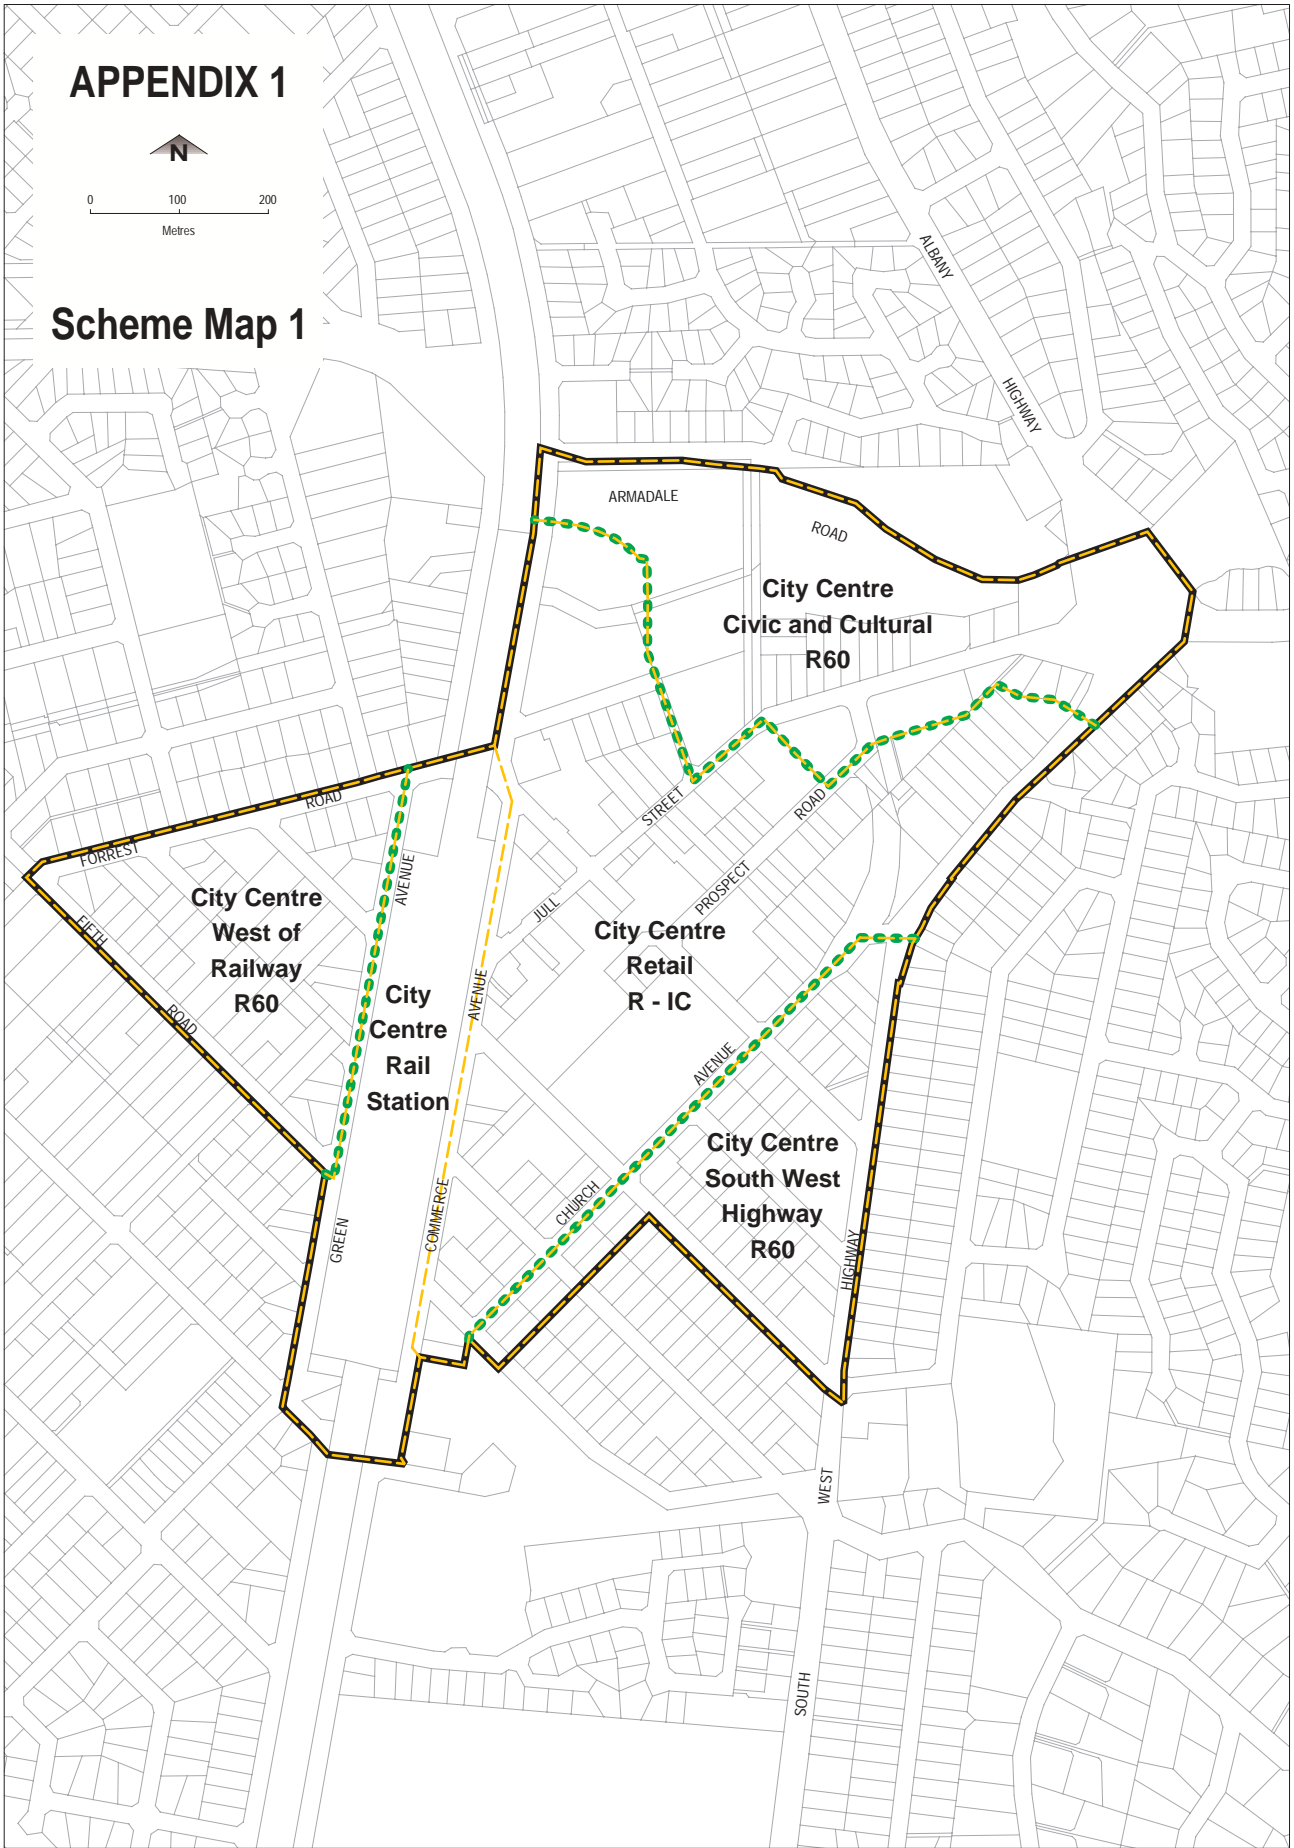 APPENDIX 1
N
0 100 200
Metres
Scheme Map 1
ALBANY
HIGHWAY
ARMADALE
ROAD
City Centre
Civic and Cultural
R60
STREET
ROAD
ROAD
FORREST
AVENUE
PROSPECT
JULL
City Centre
West of
Railway
R60
FIFTH
ROAD
City Centre
Retail
R - IC
AVENUE
City
Centre
Rail
Station
AVENUE
City Centre
South West
Highway
R60
CHURCH
COMMERCE
GREEN
HIGHWAY
WEST
SOUTH